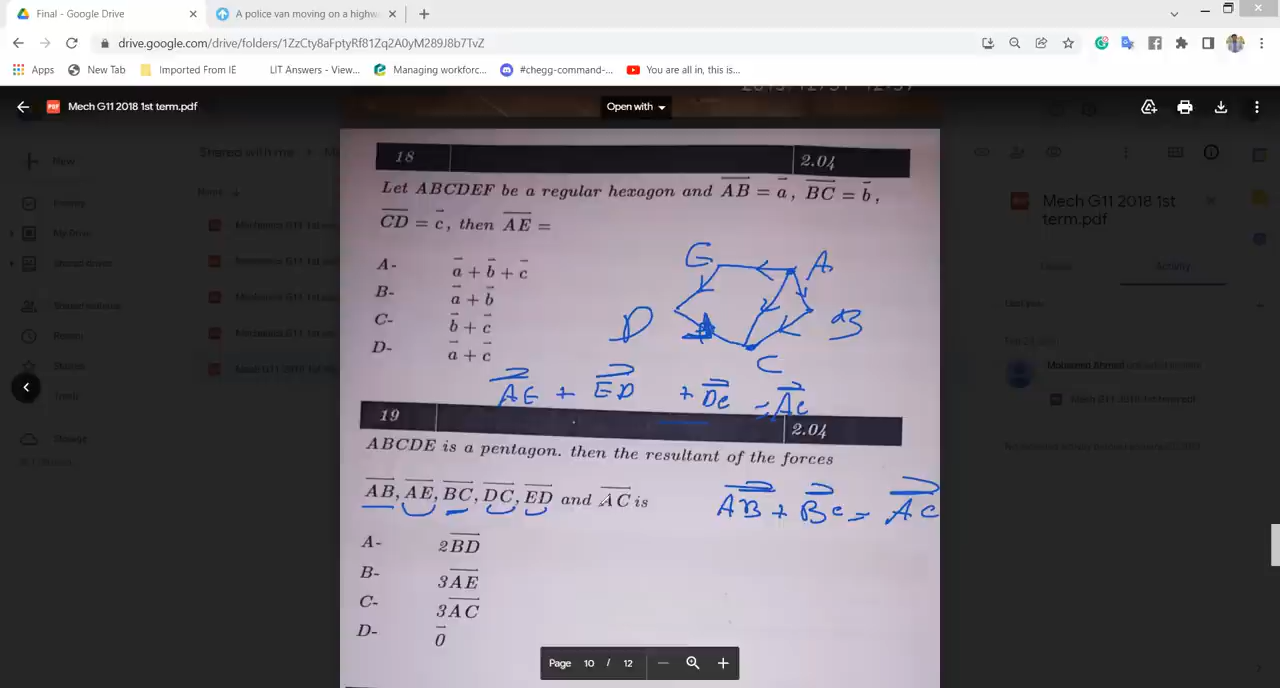 Final - Google Drive
A police van moving on a highw
drive.google.com/drive/folders/1ZzCty8aFptyRf81Zq2A0yM289J8b7TvZ
Apps New Tab Imported From IE LIT Answers - View... Managing workforc... #chegg-command-... You are all in, this is...
Mech G11 2018 1st term.pdf
Open with
New
Shared with me
18 2.04
Let ABCDEF be a regular hexagon and AB = a, BC = b,
CD = c, then AE =
A- a + b + c
B- a + b
C- b + c
D- a + c
G A
D B
C
AE + ED + DC = AC
19 2.04
ABCDE is a pentagon. then the resultant of the forces
AB, AE, BC, DC, ED and AC is
AB + BC = AC
A- 2BD
B- 3AE
C- 3AC
D- 0
Page 10 / 12
Mech G11 2018 1st
term.pdf
Activity